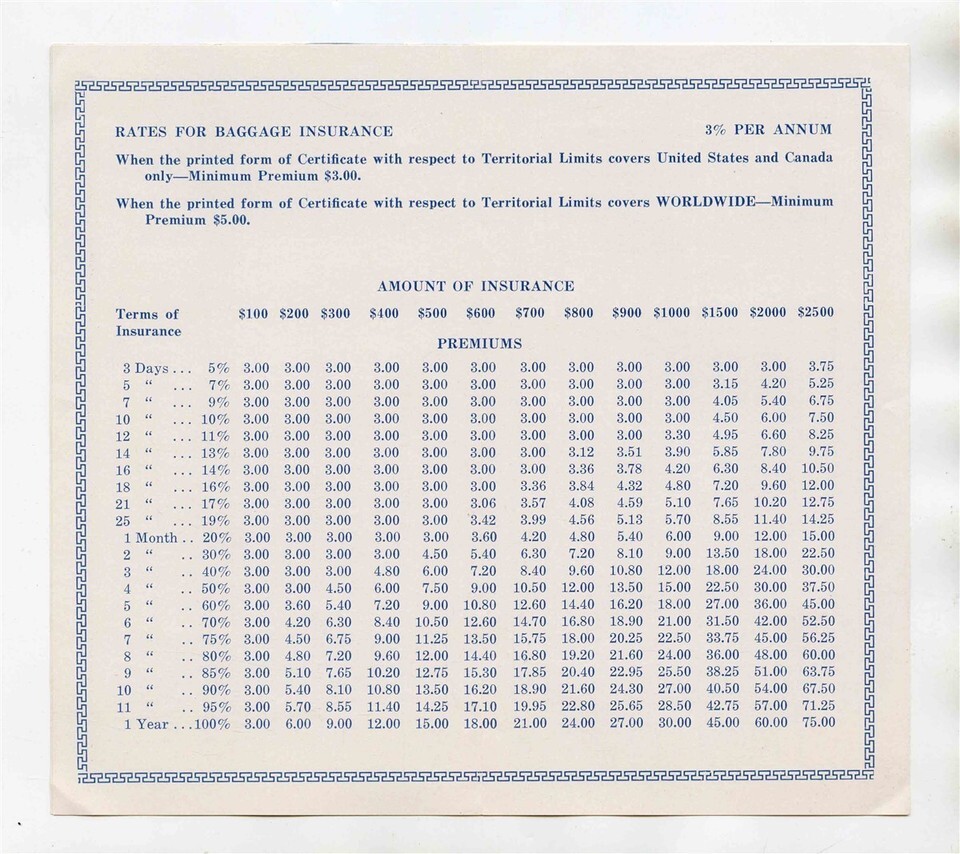 RATES FOR BAGGAGE INSURANCE 3% PER ANNUM
When the printed form of Certificate with respect to Territorial Limits covers United States and Canada
only—Minimum Premium $3.00.
When the printed form of Certificate with respect to Territorial Limits covers WORLDWIDE—Minimum
Premium $5.00.
AMOUNT OF INSURANCE
Terms of $100 $200 $300 $400 $500 $600 $700 $800 $900 $1000 $1500 $2000 $2500
Insurance
PREMIUMS
3 Days ... 5% 3.00 3.00 3.00 3.00 3.00 3.00 3.00 3.00 3.00 3.00 3.00 3.00 3.75
5 “ ... 7% 3.00 3.00 3.00 3.00 3.00 3.00 3.00 3.00 3.00 3.00 3.15 4.20 5.25
7 “ ... 9% 3.00 3.00 3.00 3.00 3.00 3.00 3.00 3.00 3.00 3.00 4.05 5.40 6.75
10 “ ... 10% 3.00 3.00 3.00 3.00 3.00 3.00 3.00 3.00 3.00 3.00 4.50 6.00 7.50
12 “ ... 11% 3.00 3.00 3.00 3.00 3.00 3.00 3.00 3.00 3.00 3.30 4.95 6.60 8.25
14 “ ... 13% 3.00 3.00 3.00 3.00 3.00 3.00 3.00 3.12 3.51 3.90 5.85 7.80 9.75
16 “ ... 14% 3.00 3.00 3.00 3.00 3.00 3.00 3.00 3.36 3.78 4.20 6.30 8.40 10.50
18 “ ... 16% 3.00 3.00 3.00 3.00 3.00 3.00 3.36 3.84 4.32 4.80 7.20 9.60 12.00
21 “ ... 17% 3.00 3.00 3.00 3.00 3.00 3.06 3.57 4.08 4.59 5.10 7.65 10.20 12.75
25 “ ... 19% 3.00 3.00 3.00 3.00 3.00 3.42 3.99 4.56 5.13 5.70 8.55 11.40 14.25
1 Month .. 20% 3.00 3.00 3.00 3.00 3.00 3.60 4.20 4.80 5.40 6.00 9.00 12.00 15.00
2 “ .. 30% 3.00 3.00 3.00 3.00 4.50 5.40 6.30 7.20 8.10 9.00 13.50 18.00 22.50
3 “ .. 40% 3.00 3.00 3.00 4.80 6.00 7.20 8.40 9.60 10.80 12.00 18.00 24.00 30.00
4 “ .. 50% 3.00 3.00 4.50 6.00 7.50 9.00 10.50 12.00 13.50 15.00 22.50 30.00 37.50
5 “ .. 60% 3.00 3.60 5.40 7.20 9.00 10.80 12.60 14.40 16.20 18.00 27.00 36.00 45.00
6 “ .. 70% 3.00 4.20 6.30 8.40 10.50 12.60 14.70 16.80 18.90 21.00 31.50 42.00 52.50
7 “ .. 75% 3.00 4.50 6.75 9.00 11.25 13.50 15.75 18.00 20.25 22.50 33.75 45.00 56.25
8 “ .. 80% 3.00 4.80 7.20 9.60 12.00 14.40 16.80 19.20 21.60 24.00 36.00 48.00 60.00
9 “ .. 85% 3.00 5.10 7.65 10.20 12.75 15.30 17.85 20.40 22.95 25.50 38.25 51.00 63.75
10 “ .. 90% 3.00 5.40 8.10 10.80 13.50 16.20 18.90 21.60 24.30 27.00 40.50 54.00 67.50
11 “ .. 95% 3.00 5.70 8.55 11.40 14.25 17.10 19.95 22.80 25.65 28.50 42.75 57.00 71.25
1 Year ...100% 3.00 6.00 9.00 12.00 15.00 18.00 21.00 24.00 27.00 30.00 45.00 60.00 75.00